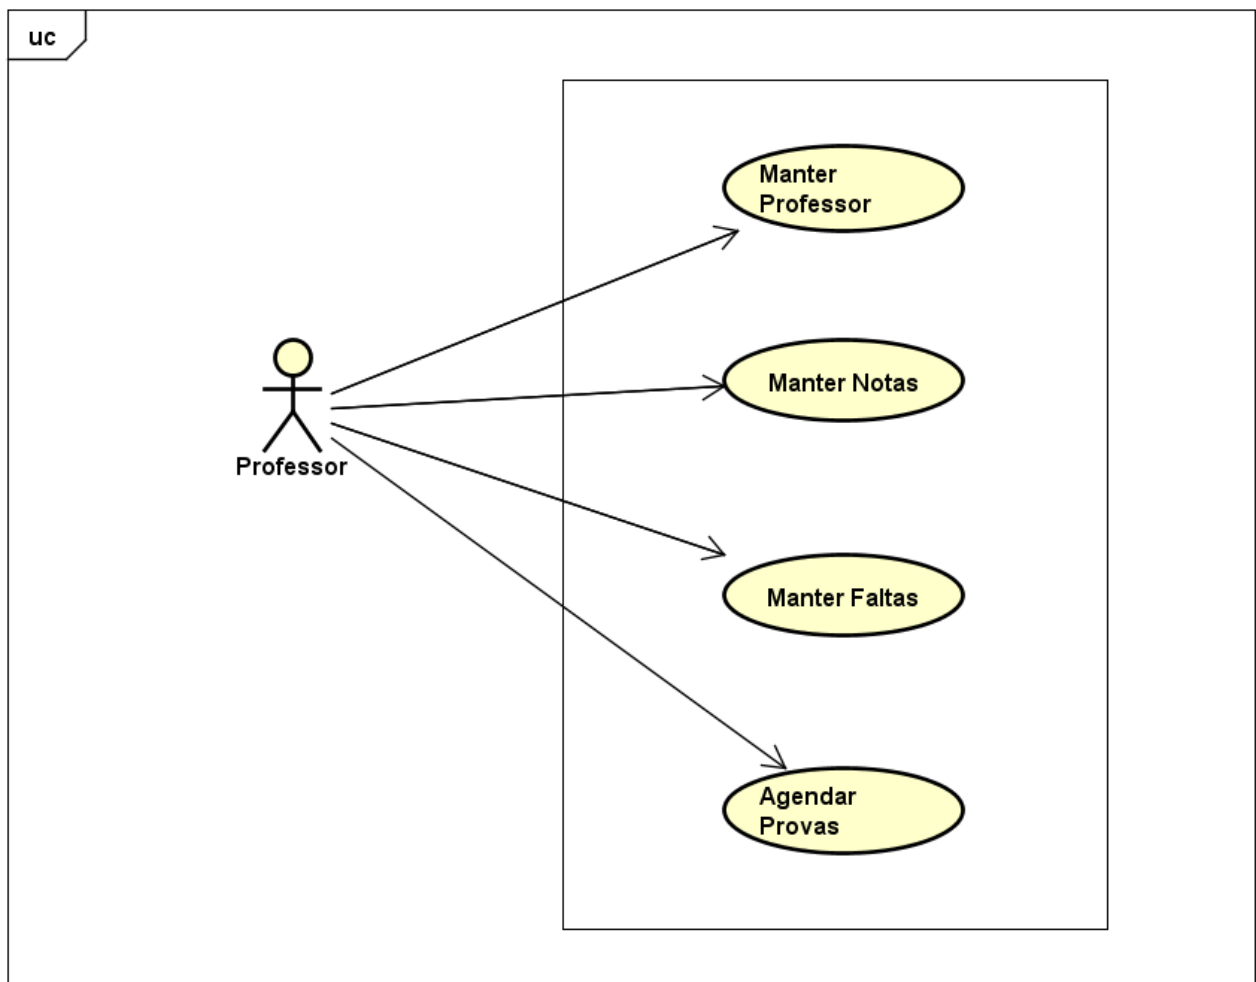 uc
Manter
Professor
Manter Notas
Professor
Manter Faltas
Agendar
Provas